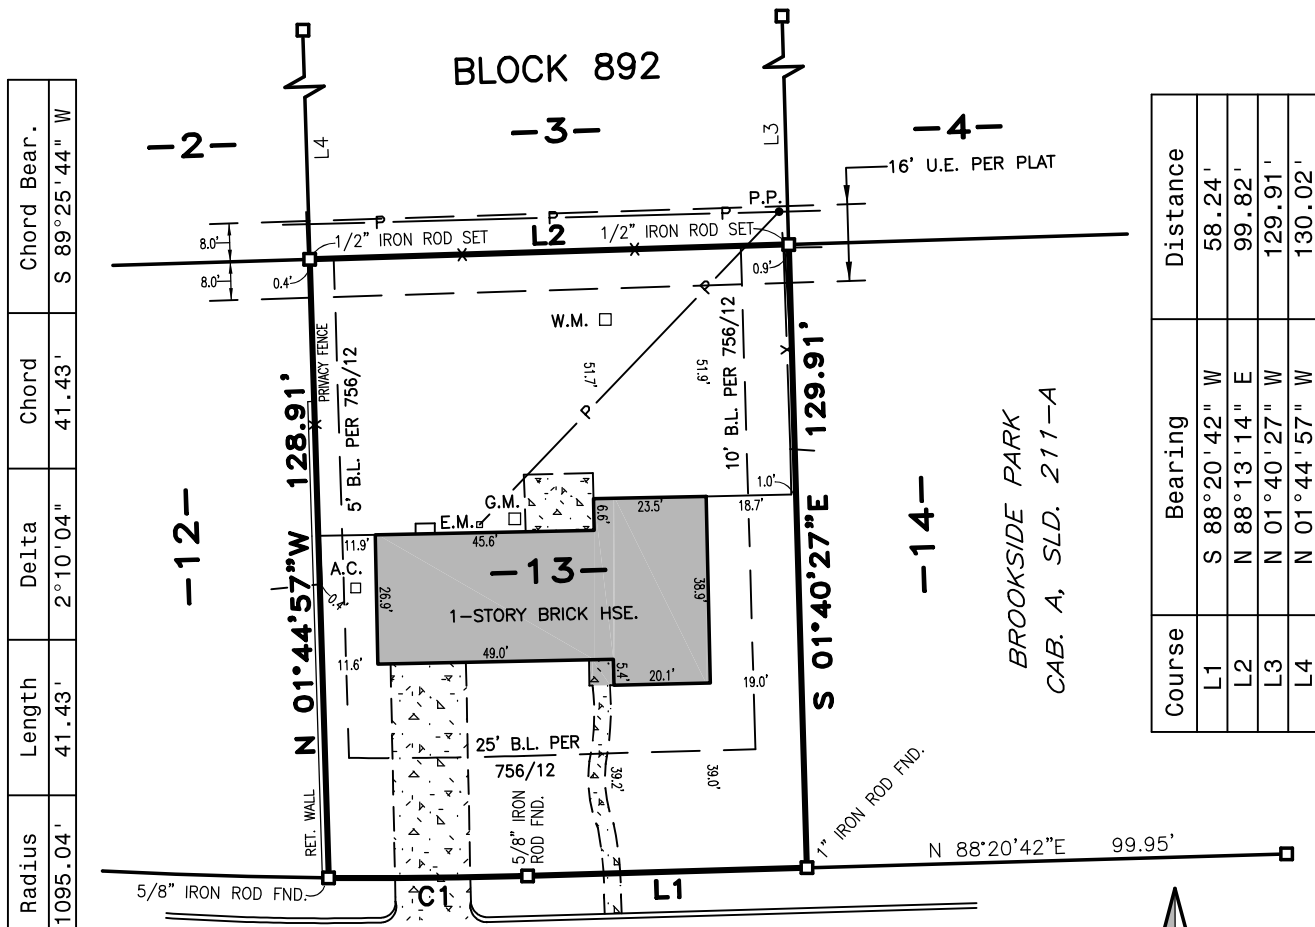 BLOCK 892
-2-
-3-
-4-
L4
L3
16' U.E. PER PLAT
P.P.
P
P
P
8.0'
8.0'
1/2" IRON ROD SET
L2
1/2" IRON ROD SET
X
X
0.4'
0.9'
W.M.
P
P
51.7'
51.9'
PRIVACY FENCE
X
X
5' B.L. PER 756/12
10' B.L. PER 756/12
N 01°44'57"W 128.91'
S 01°40'27"E 129.91'
-12-
-14-
BROOKSIDE PARK
CAB. A, SLD. 211-A
G.M.
E.M.
1.0'
23.5'
18.7'
6.6'
11.9'
45.6'
A.C.
0.4'
26.9'
-13-
1-STORY BRICK HSE.
38.9'
11.6'
49.0'
5.4'
20.1'
19.0'
25' B.L. PER
756/12
39.2'
39.0'
RET. WALL
5/8" IRON
ROD FND.
1" IRON ROD FND.
N 88°20'42"E 99.95'
5/8" IRON ROD FND.
C1
L1
Radius Length Delta Chord Chord Bear.
1095.04' 41.43' 2°10'04" 41.43' S 89°25'44" W
Course Bearing Distance
L1 S 88°20'42" W 58.24'
L2 N 88°13'14" E 99.82'
L3 N 01°40'27" W 129.91'
L4 N 01°44'57" W 130.02'